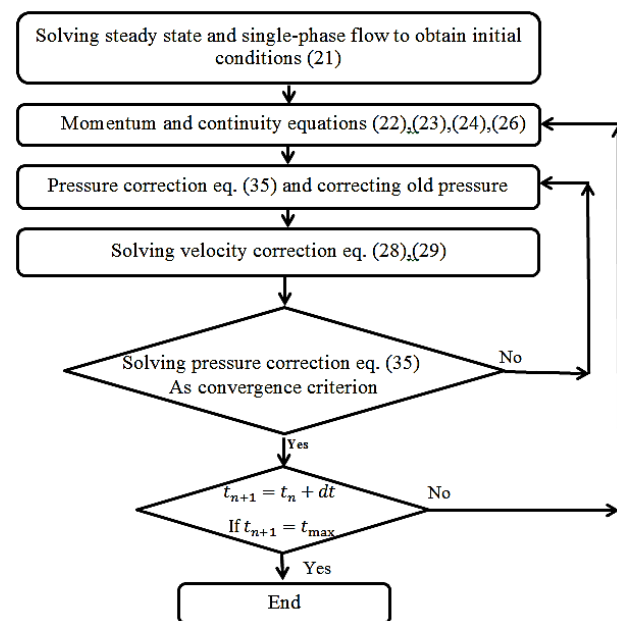 Solving steady state and single-phase flow to obtain initial
conditions (21)
Momentum and continuity equations (22),(23),(24),(26)
Pressure correction eq. (35) and correcting old pressure
Solving velocity correction eq. (28),(29)
Solving pressure correction eq. (35)
As convergence criterion
No
Yes
t_{n+1} = t_n + dt
If t_{n+1} = t_{max}
No
Yes
End